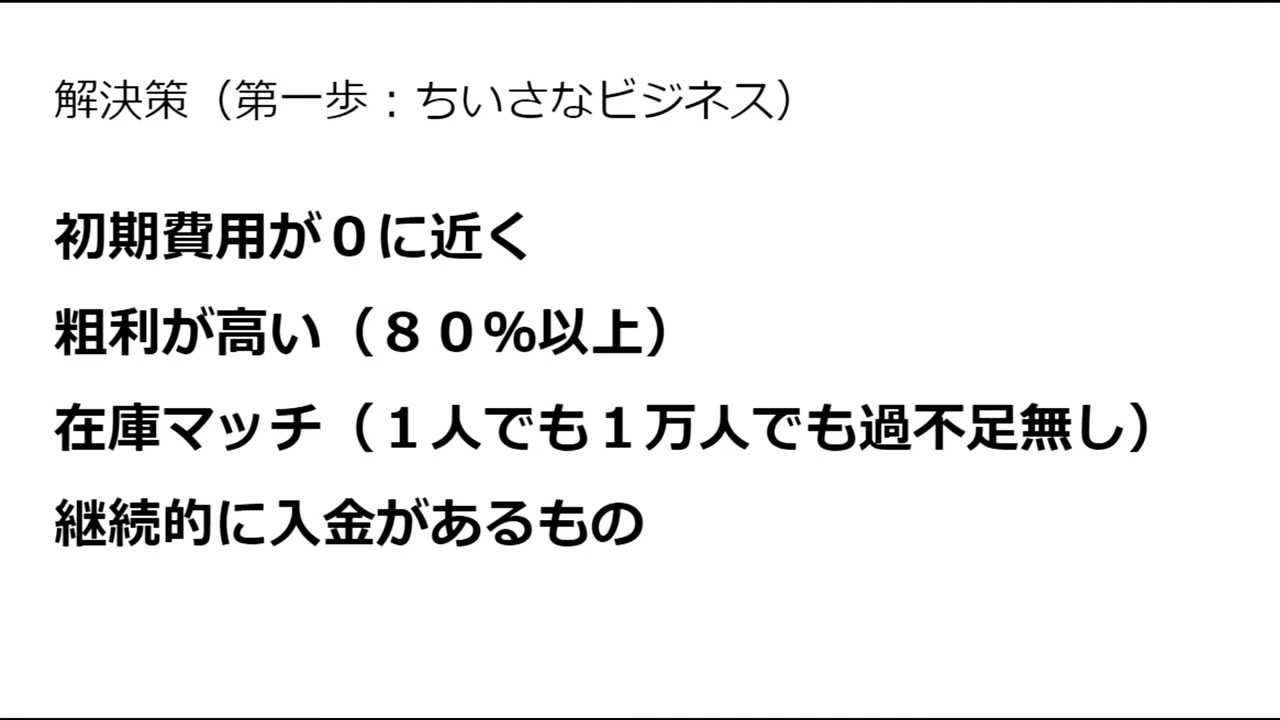 解決策（第一歩：ちいさなビジネス）
初期費用が０に近く
粗利が高い（８０％以上）
在庫マッチ（１人でも１万人でも過不足無し）
継続的に入金があるもの